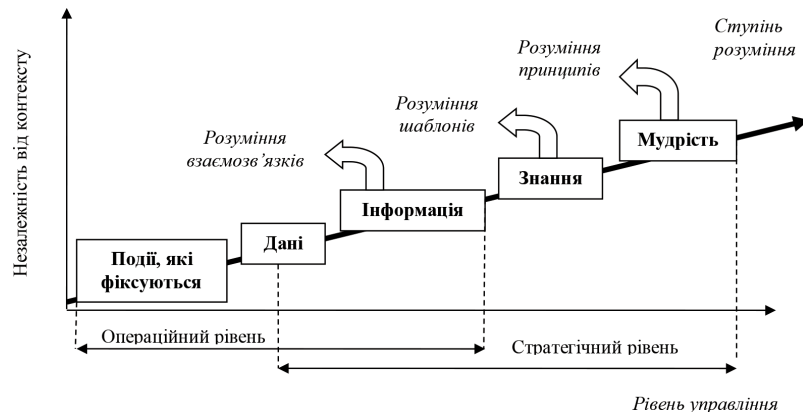 Незалежність від контексту
Ступінь
розуміння
Розуміння
принципів
Розуміння
шаблонів
Розуміння
взаємозв’язків
Мудрість
Знання
Інформація
Дані
Події, які
фіксуються
Операційний рівень
Стратегічний рівень
Рівень управління